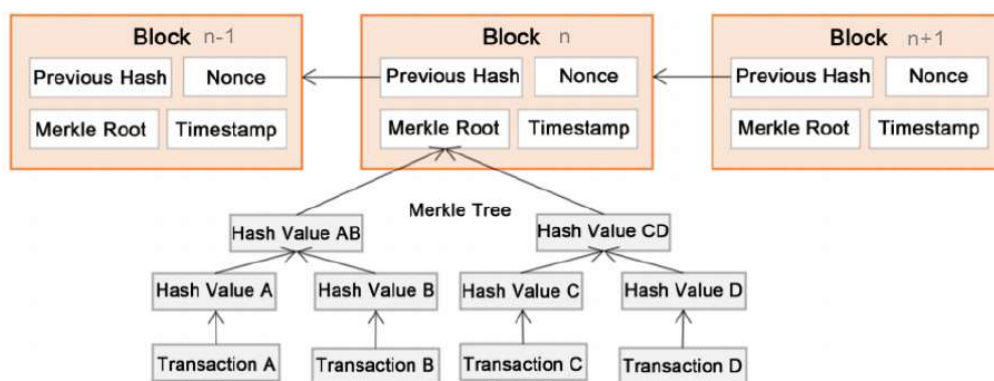 Block n-1
Block n
Block n+1
Previous Hash
Nonce
Previous Hash
Nonce
Previous Hash
Nonce
Merkle Root
Timestamp
Merkle Root
Timestamp
Merkle Root
Timestamp
Merkle Tree
Hash Value AB
Hash Value CD
Hash Value A
Hash Value B
Hash Value C
Hash Value D
Transaction A
Transaction B
Transaction C
Transaction D